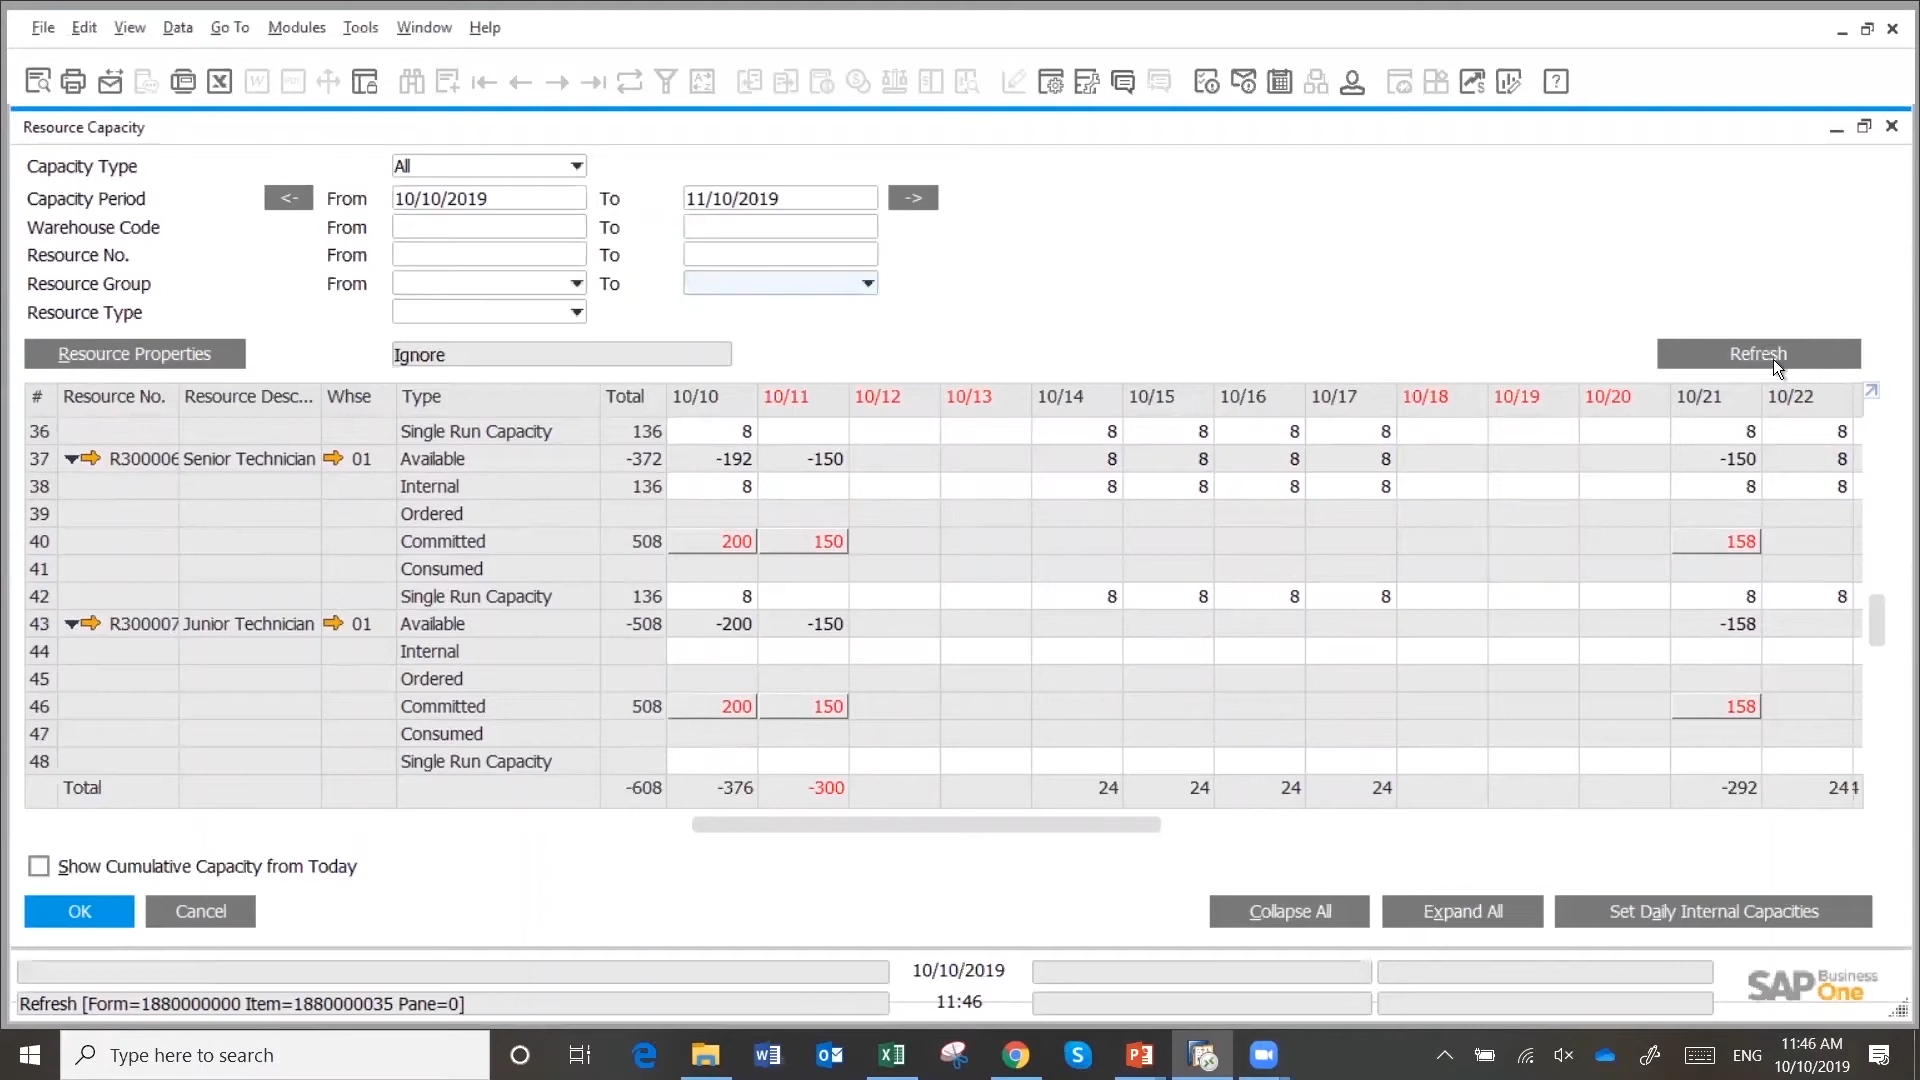 File Edit View Data Go To Modules Tools Window Help
Resource Capacity
Capacity Type All
Capacity Period <- From 10/10/2019 To 11/10/2019 ->
Warehouse Code From To
Resource No. From To
Resource Group From To
Resource Type
Resource Properties Ignore Refresh
# Resource No. Resource Desc... Whse Type Total 10/10 10/11 10/12 10/13 10/14 10/15 10/16 10/17 10/18 10/19 10/20 10/21 10/22
36 Single Run Capacity 136 8 8 8 8 8 8 8
37 R300006 Senior Technician 01 Available -372 -192 -150 8 8 8 8 -150 8
38 Internal 136 8 8 8 8 8 8 8
39 Ordered
40 Committed 508 200 150 158
41 Consumed
42 Single Run Capacity 136 8 8 8 8 8 8 8
43 R300007 Junior Technician 01 Available -508 -200 -150 -158
44 Internal
45 Ordered
46 Committed 508 200 150 158
47 Consumed
48 Single Run Capacity
Total -608 -376 -300 24 24 24 24 -292 24
Show Cumulative Capacity from Today
OK Cancel Collapse All Expand All Set Daily Internal Capacities
10/10/2019
Refresh [Form=1880000000 Item=1880000035 Pane=0] 11:46
SAP Business One
Type here to search ENG 11:46 AM
10/10/2019